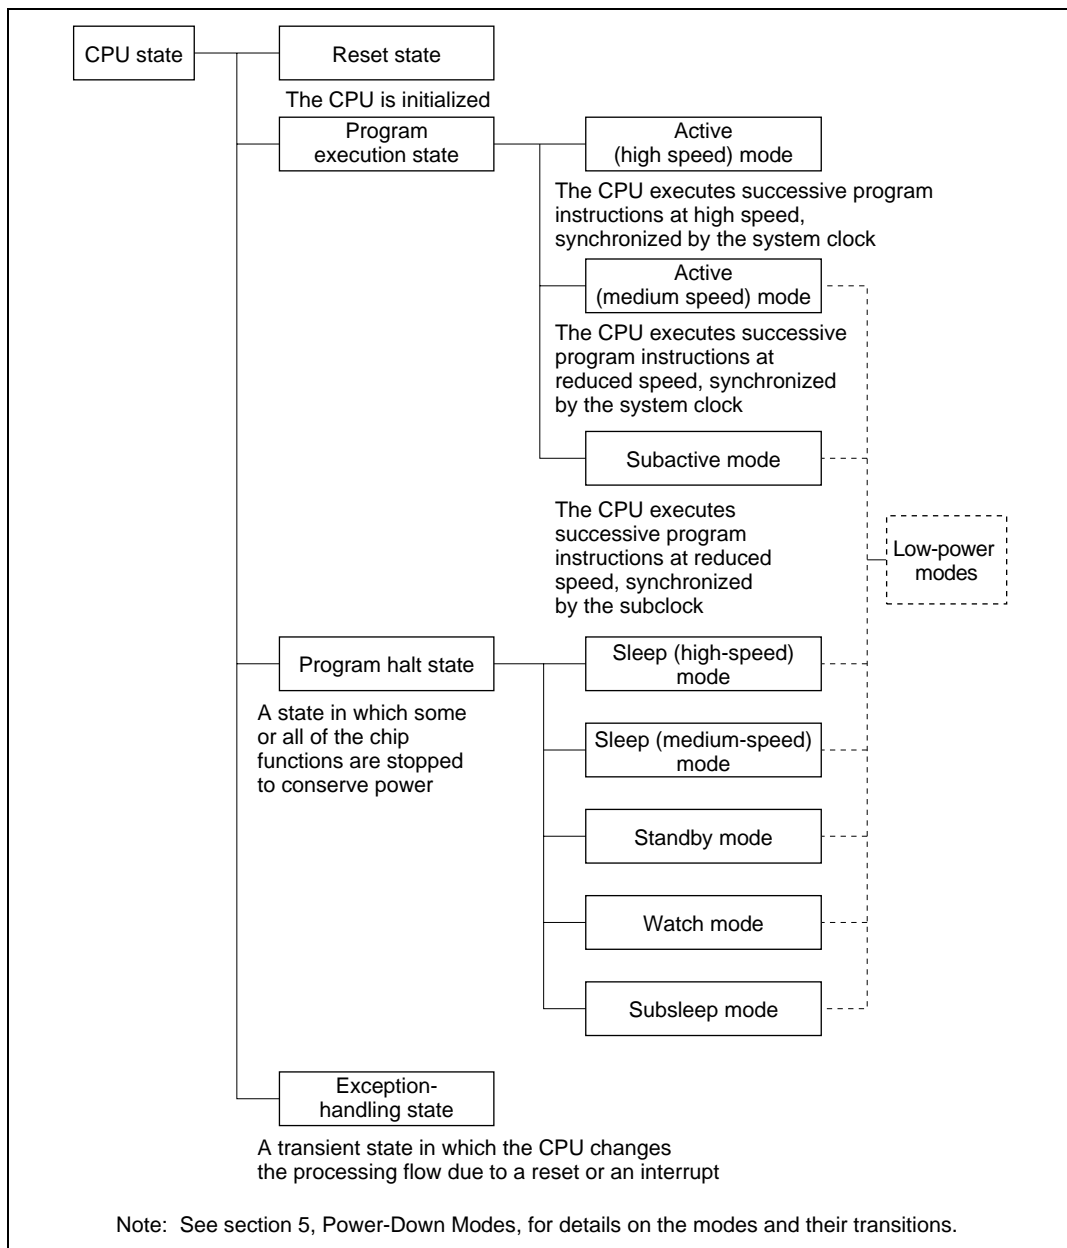 CPU state
Reset state
The CPU is initialized
Program
execution state
Active
(high speed) mode
The CPU executes successive program
instructions at high speed,
synchronized by the system clock
Active
(medium speed) mode
The CPU executes successive
program instructions at
reduced speed, synchronized
by the system clock
Subactive mode
The CPU executes
successive program
instructions at reduced
speed, synchronized
by the subclock
Low-power
modes
Program halt state
A state in which some
or all of the chip
functions are stopped
to conserve power
Sleep (high-speed)
mode
Sleep (medium-speed)
mode
Standby mode
Watch mode
Subsleep mode
Exception-
handling state
A transient state in which the CPU changes
the processing flow due to a reset or an interrupt
Note: See section 5, Power-Down Modes, for details on the modes and their transitions.